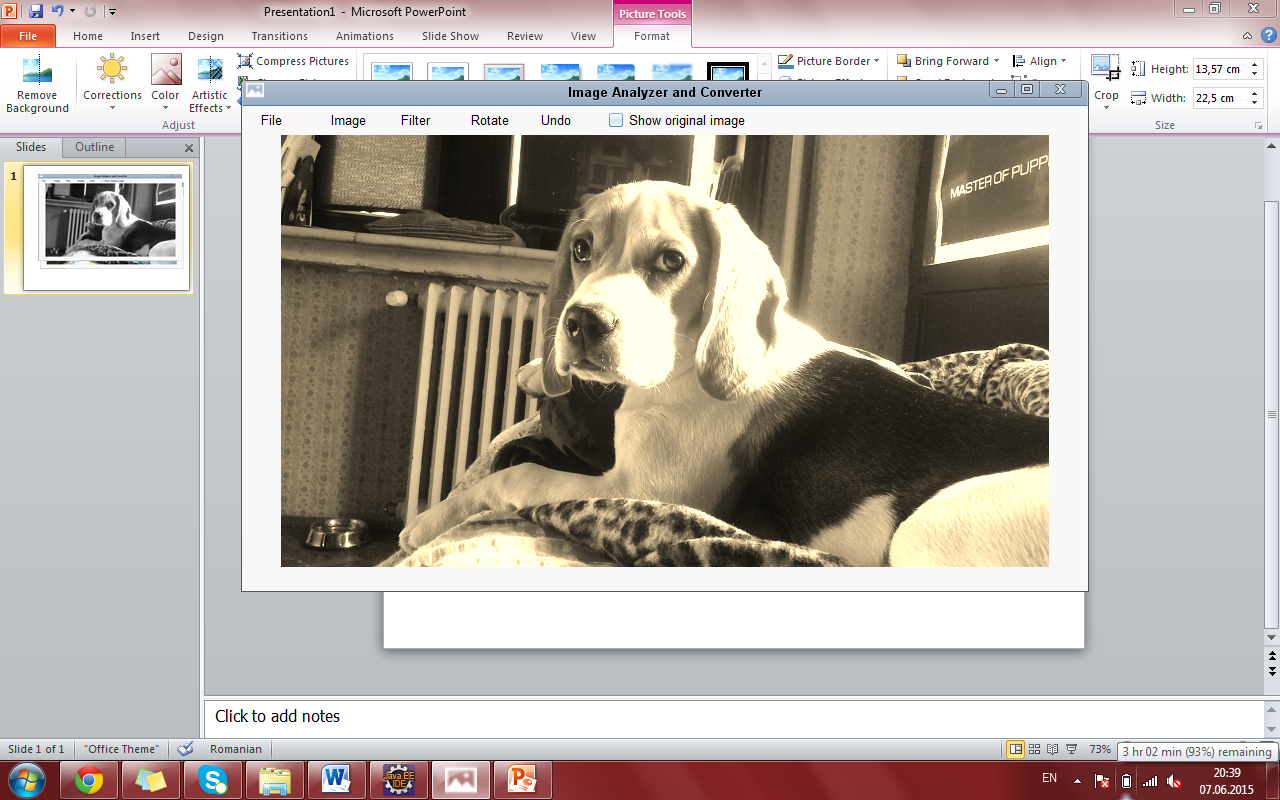 Presentation1 - Microsoft PowerPoint
Picture Tools
File Home Insert Design Transitions Animations Slide Show Review View Format
Remove Background
Corrections
Color
Artistic Effects
Compress Pictures
Adjust
Picture Border
Bring Forward
Align
Crop
Height: 13,57 cm
Width: 22,5 cm
Size
Image Analyzer and Converter
File Image Filter Rotate Undo Show original image
Slides Outline
1
MASTER OF PUPP
Click to add notes
Slide 1 of 1 "Office Theme" Romanian 73%
3 hr 02 min (93%) remaining
Java EE
IDE
EN
20:39
07.06.2015